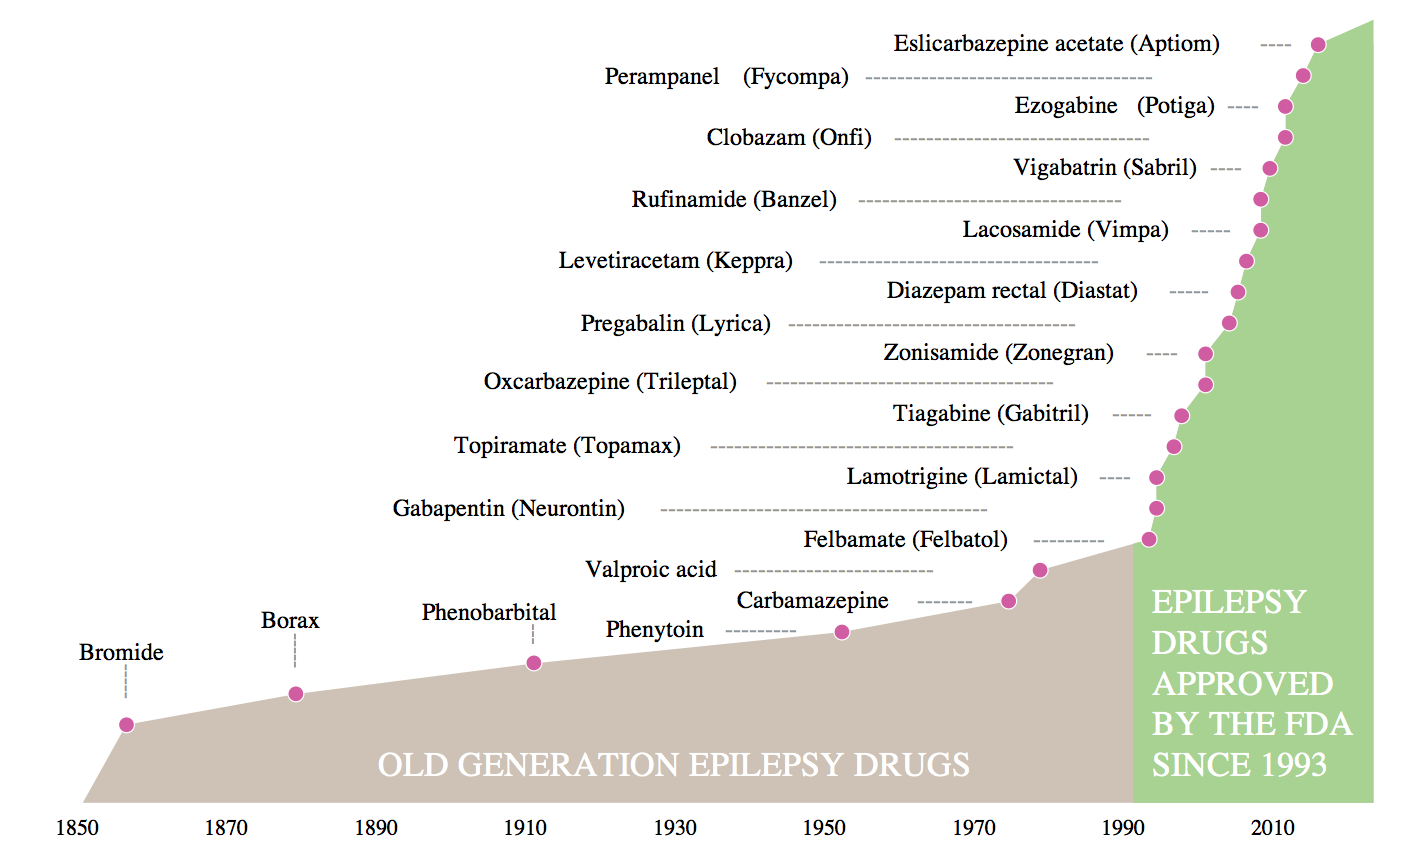 Eslicarbazepine acetate (Aptiom)
Perampanel (Fycompa)
Ezogabine (Potiga)
Clobazam (Onfi)
Vigabatrin (Sabril)
Rufinamide (Banzel)
Lacosamide (Vimpa)
Levetiracetam (Keppra)
Diazepam rectal (Diastat)
Pregabalin (Lyrica)
Zonisamide (Zonegran)
Oxcarbazepine (Trileptal)
Tiagabine (Gabitril)
Topiramate (Topamax)
Lamotrigine (Lamictal)
Gabapentin (Neurontin)
Felbamate (Felbatol)
Valproic acid
Carbamazepine
Phenytoin
Phenobarbital
Borax
Bromide
OLD GENERATION EPILEPSY DRUGS
EPILEPSY
DRUGS
APPROVED
BY THE FDA
SINCE 1993
1850 1870 1890 1910 1930 1950 1970 1990 2010